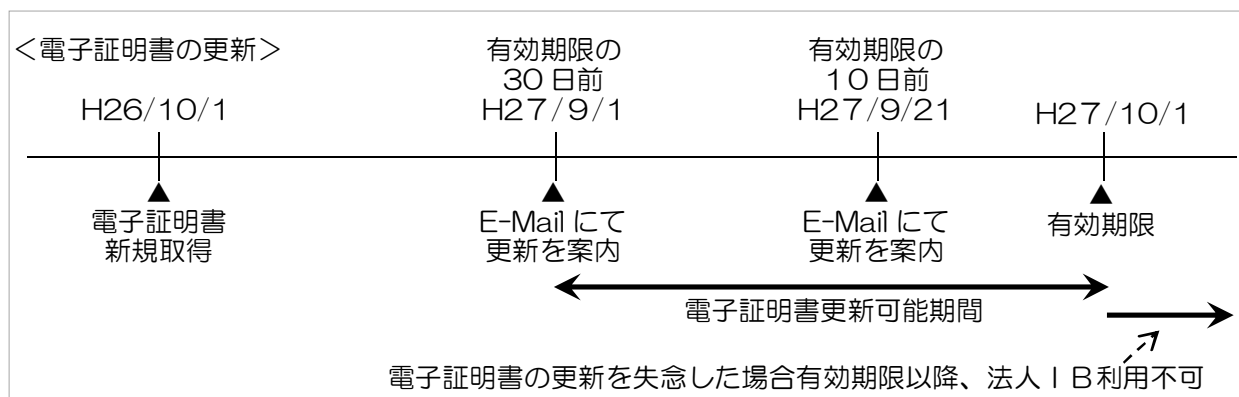 <電子証明書の更新>
有効期限の
30日前
有効期限の
10日前
H26/10/1
H27/9/1
H27/9/21
H27/10/1
電子証明書
新規取得
E-Mailにて
更新を案内
E-Mailにて
更新を案内
有効期限
電子証明書更新可能期間
電子証明書の更新を失念した場合有効期限以降、法人ＩＢ利用不可